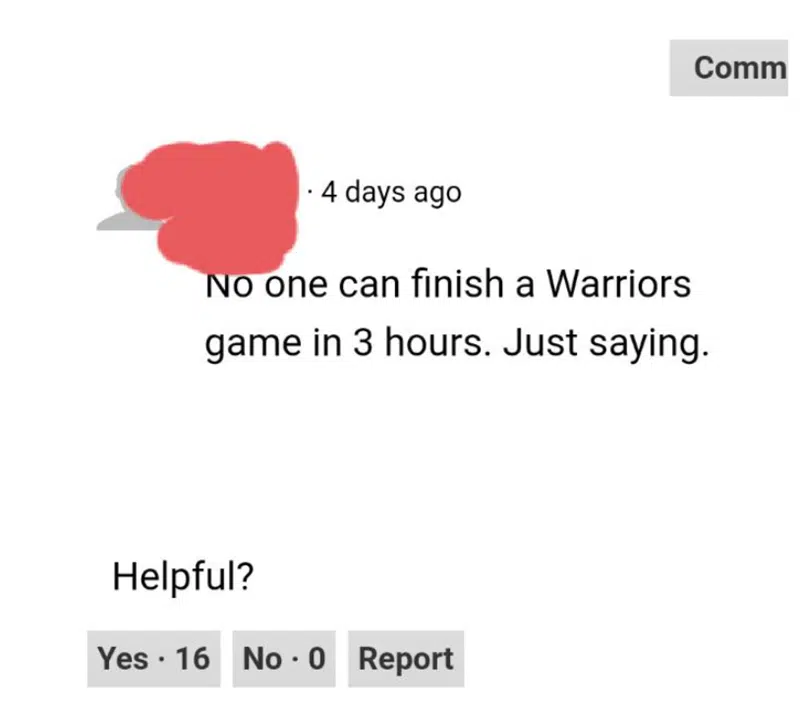 Comm
· 4 days ago
No one can finish a Warriors
game in 3 hours. Just saying.
Helpful?
Yes · 16 No · 0 Report